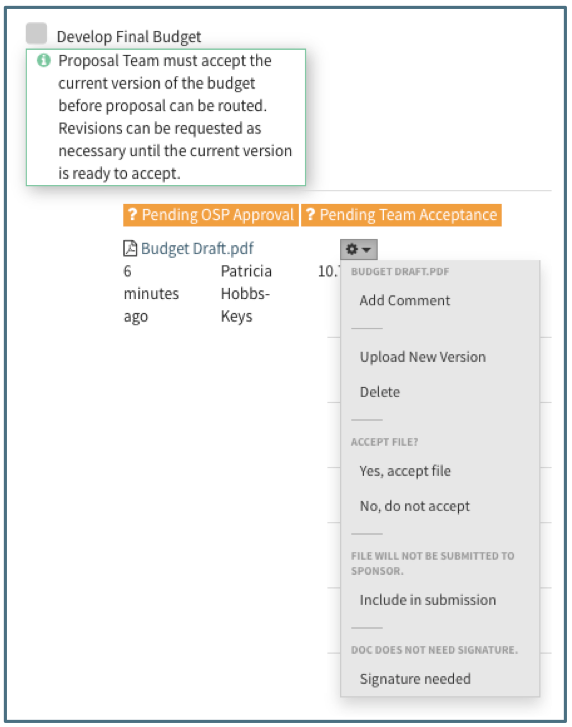 Develop Final Budget
Proposal Team must accept the
current version of the budget
before proposal can be routed.
Revisions can be requested as
necessary until the current version
is ready to accept.
? Pending OSP Approval ? Pending Team Acceptance
Budget Draft.pdf
6 Patricia 10.
minutes Hobbs-
ago Keys
BUDGET DRAFT.PDF
Add Comment
Upload New Version
Delete
ACCEPT FILE?
Yes, accept file
No, do not accept
FILE WILL NOT BE SUBMITTED TO
SPONSOR.
Include in submission
DOC DOES NOT NEED SIGNATURE.
Signature needed